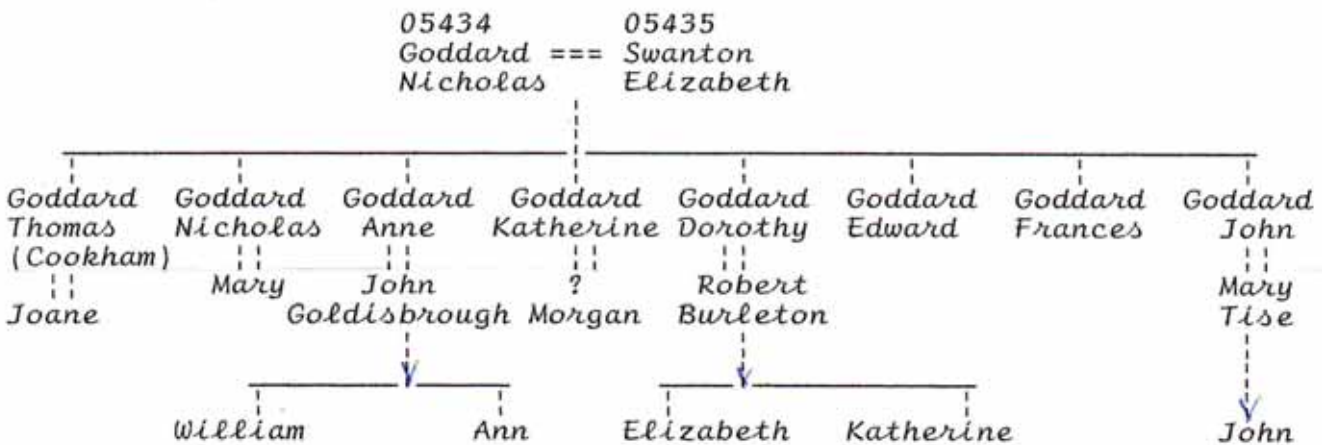 05434 05435
Goddard === Swanton
Nicholas Elizabeth
Goddard Goddard Goddard Goddard Goddard Goddard Goddard Goddard
Thomas Nicholas Anne Katherine Dorothy Edward Frances John
(Cookham)
Mary John ? Robert Mary
Joane Goldisbrough Morgan Burleton Tise
William Ann Elizabeth Katherine John